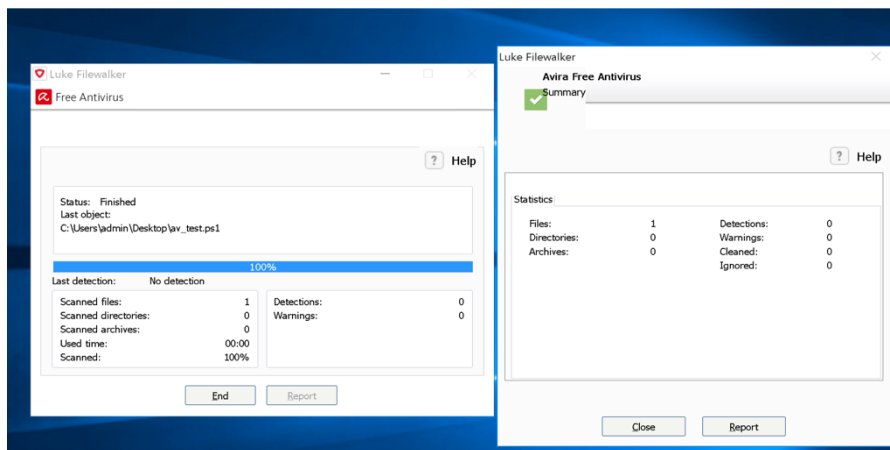 Luke Filewalker
Free Antivirus
? Help
Status: Finished
Last object:
C:\Users\admin\Desktop\av_test.ps1
100%
Last detection: No detection
Scanned files: 1
Scanned directories: 0
Scanned archives: 0
Used time: 00:00
Scanned: 100%
Detections: 0
Warnings: 0
End
Report
Luke Filewalker
Avira Free Antivirus
Summary
? Help
Statistics
Files: 1
Directories: 0
Archives: 0
Detections: 0
Warnings: 0
Cleaned: 0
Ignored: 0
Close
Report